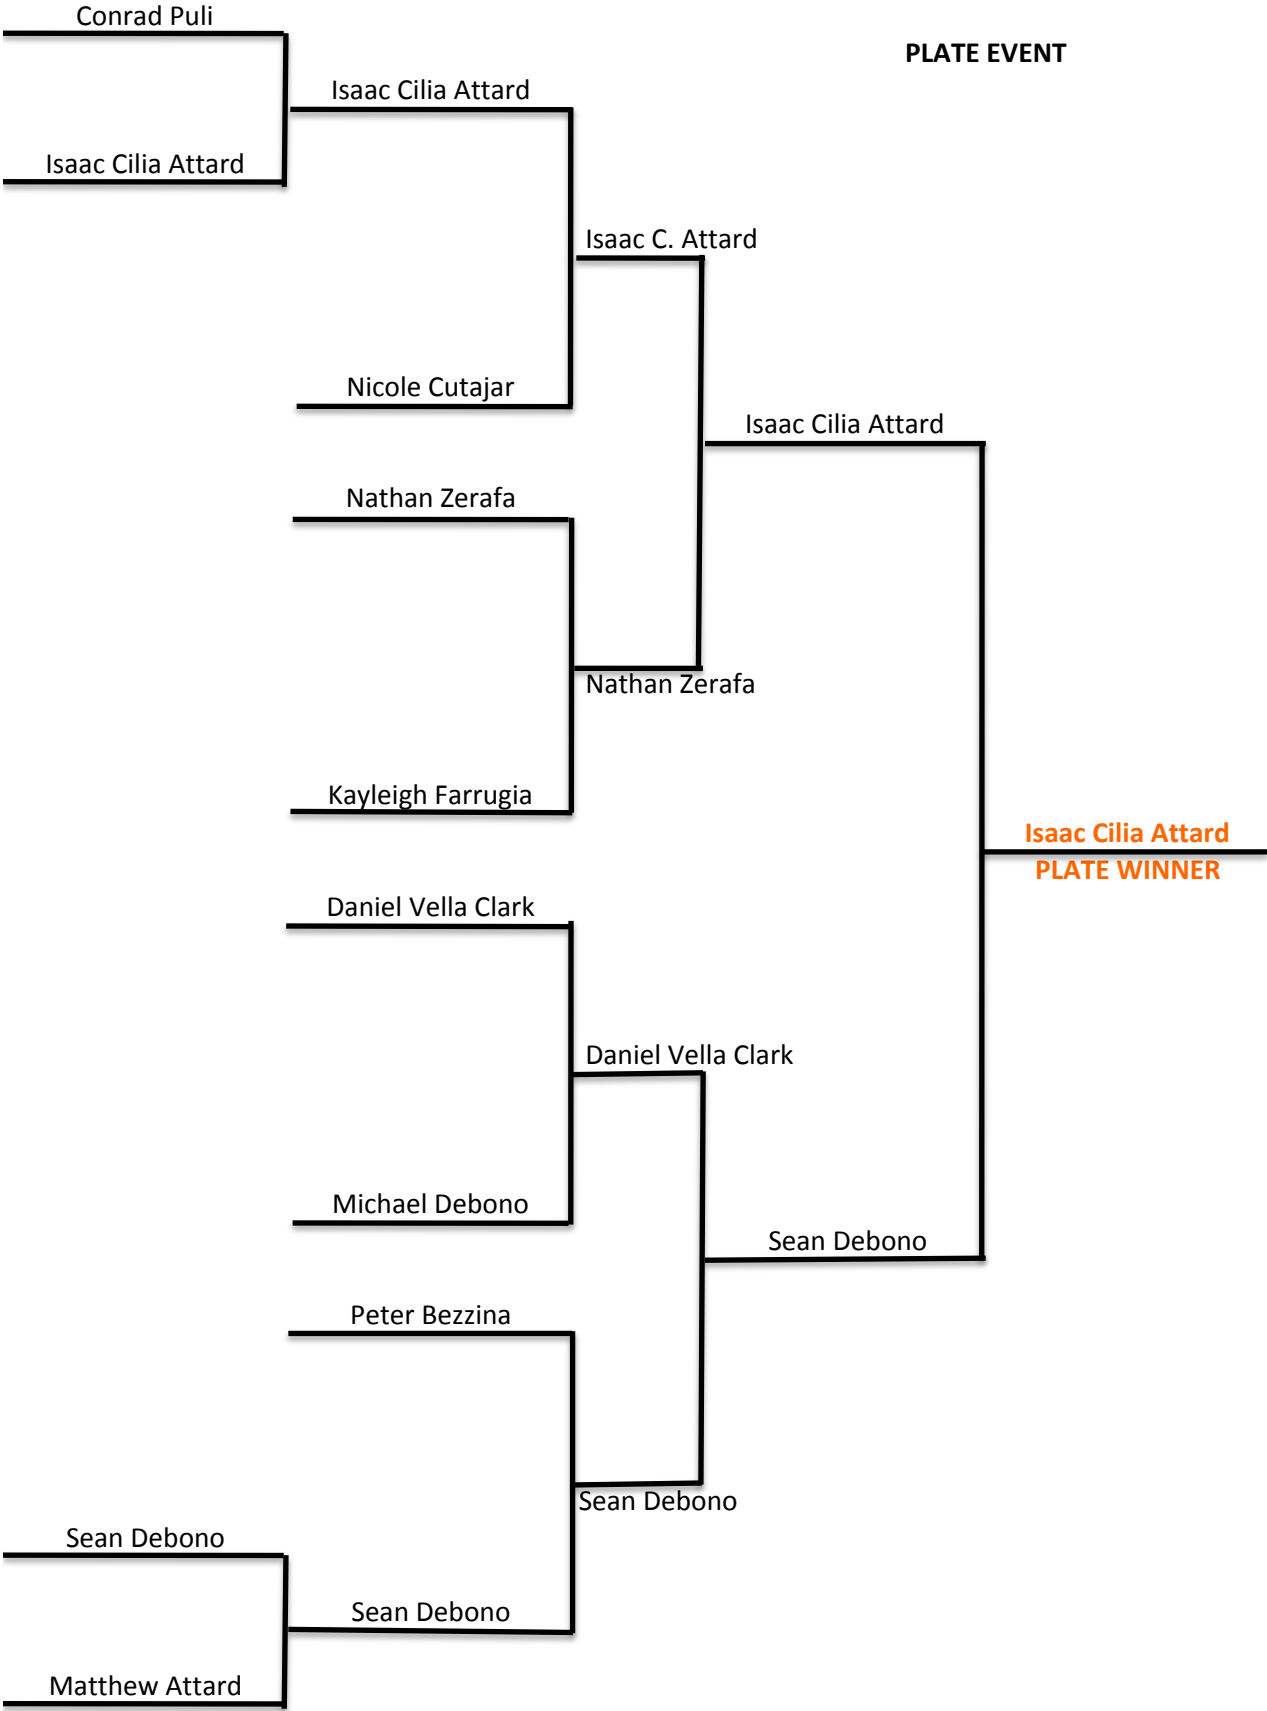 Conrad Puli
PLATE EVENT
Isaac Cilia Attard
Isaac Cilia Attard
Isaac C. Attard
Nicole Cutajar
Isaac Cilia Attard
Nathan Zerafa
Nathan Zerafa
Kayleigh Farrugia
Isaac Cilia Attard
PLATE WINNER
Daniel Vella Clark
Daniel Vella Clark
Michael Debono
Sean Debono
Peter Bezzina
Sean Debono
Sean Debono
Sean Debono
Matthew Attard